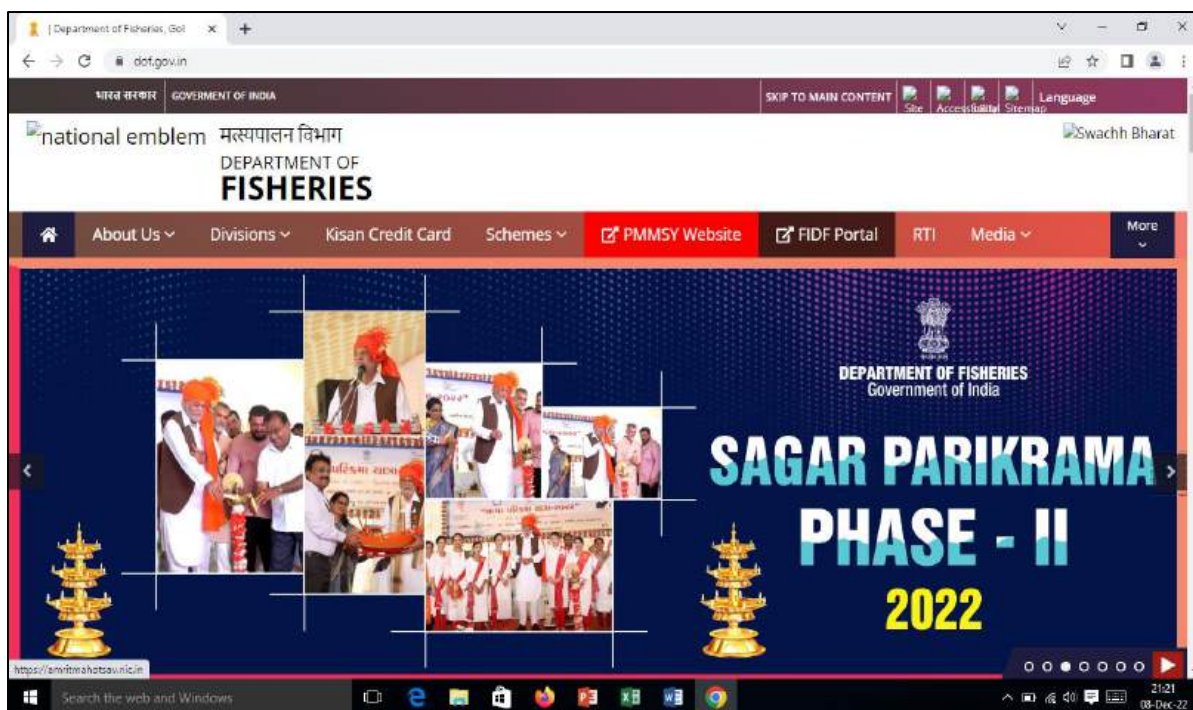 | Department of Fisheries, GoI
dof.gov.in
भारत सरकार GOVERMENT OF INDIA
SKIP TO MAIN CONTENT
Site
Sitemap
Language
national emblem
मत्स्यपालन विभाग
DEPARTMENT OF
FISHERIES
Swachh Bharat
About Us
Divisions
Kisan Credit Card
Schemes
PMMSY Website
FIDF Portal
RTI
Media
More
DEPARTMENT OF FISHERIES
Government of India
SAGAR PARIKRAMA
PHASE - II
2022
https://amritmahotsav.nic.in
Search the web and Windows
21:21
08-Dec-22